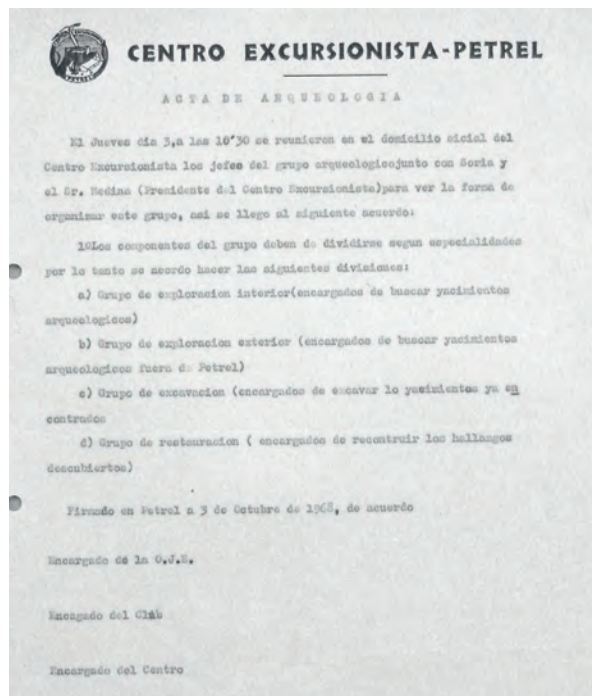 CENTRO EXCURSIONISTA-PETREL
ACTA DE ARQUEOLOGIA
El Jueves dia 3,a las 10'30 se reunieron en el domicilio sicial del
Centro Excursionista los jefes del grupo arqueologicojunto con Soria y
el Sr. Medina (Presidente del Centro Excursionista)para ver la forma de
organizar este grupo, asi se llego al siguiente acuerdo:
1ºLos componentes del grupo deben de dividirse segun especialidades
por lo tanto se acordo hacer las siguientes divisiones:
a) Grupo de exploracion interior(encargados de buscar yacimientos
arqueologicos)
b) Grupo de exploracion exterior (encargados de buscar yacimientos
arqueologicos fuera de Petrel)
c) Grupo de excavacion (encargados de excavar lo yacimientos ya en
contrados
d) Grupo de restauracion ( encargados de recontruir los hallangos
descubiertos)
Firmado en Petrel a 3 de Octubre de 1968, de acuerdo
Encargado de la O.J.E.
Encagado del Club
Encargado del Centro